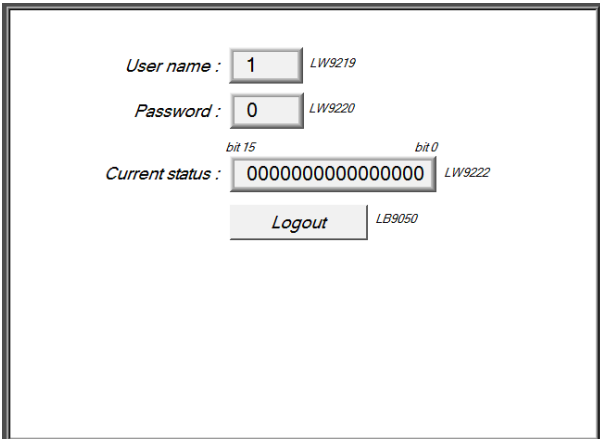 User name : 1 LW9219
Password : 0 LW9220
bit 15 bit 0
Current status : 0000000000000000 LW9222
Logout LB9050